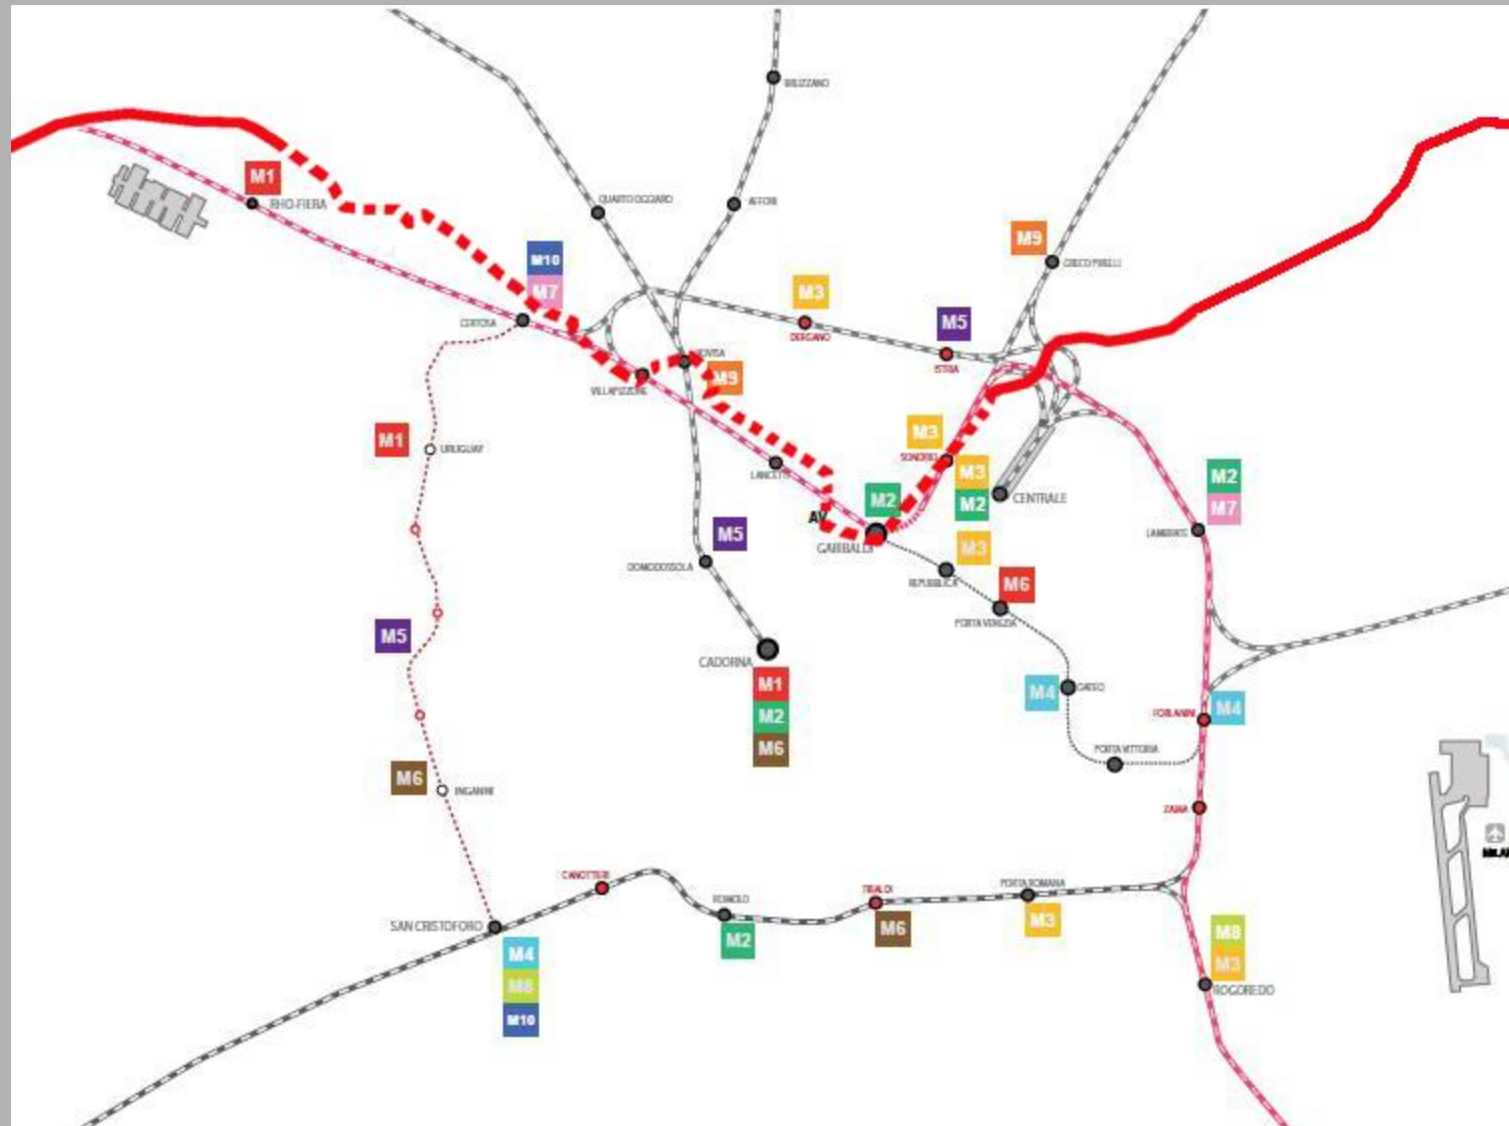 BRUZZANO
M1
RHO-FIERA
QUARTO OGGIARO
AFFORI
M9
GRECO PIRELLI
M10
M7
CERTOSA
M3
DERGANO
M5
ISTRIA
BOVISA
M9
VILLAPIZZONE
M1
URUGUAY
M3
SONDRIO
M3
M2
CENTRALE
LANCETTI
M2
AV
GARIBALDI
M2
M7
LAMBRATE
M5
DOMODOSSOLA
M3
REPUBBLICA
M6
PORTA VENEZIA
M5
CADORNA
M1
M2
M6
M4
DATEO
FORLANINI
M4
PORTA VITTORIA
M6
INGANNI
ZAMA
CANOTTIERI
ROMOLO
M2
TIBALDI
M6
PORTA ROMANA
M3
SAN CRISTOFORO
M4
M8
M10
M8
M3
ROGOREDO